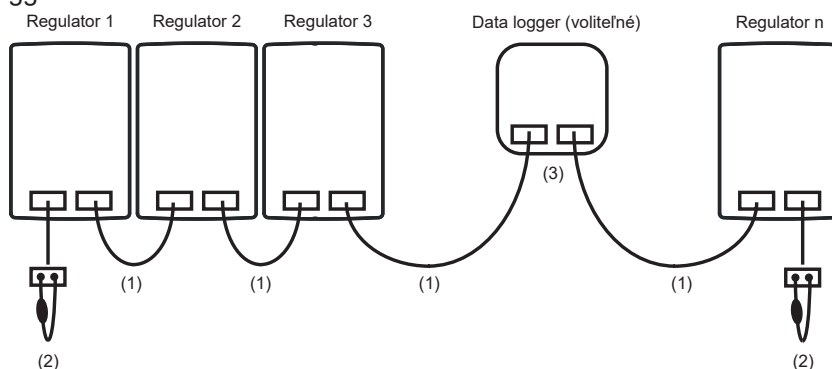 Regulator 1 Regulator 2 Regulator 3 Data logger (voliteľné) Regulator n
(3)
(1) (1) (1) (1)
(2) (2)